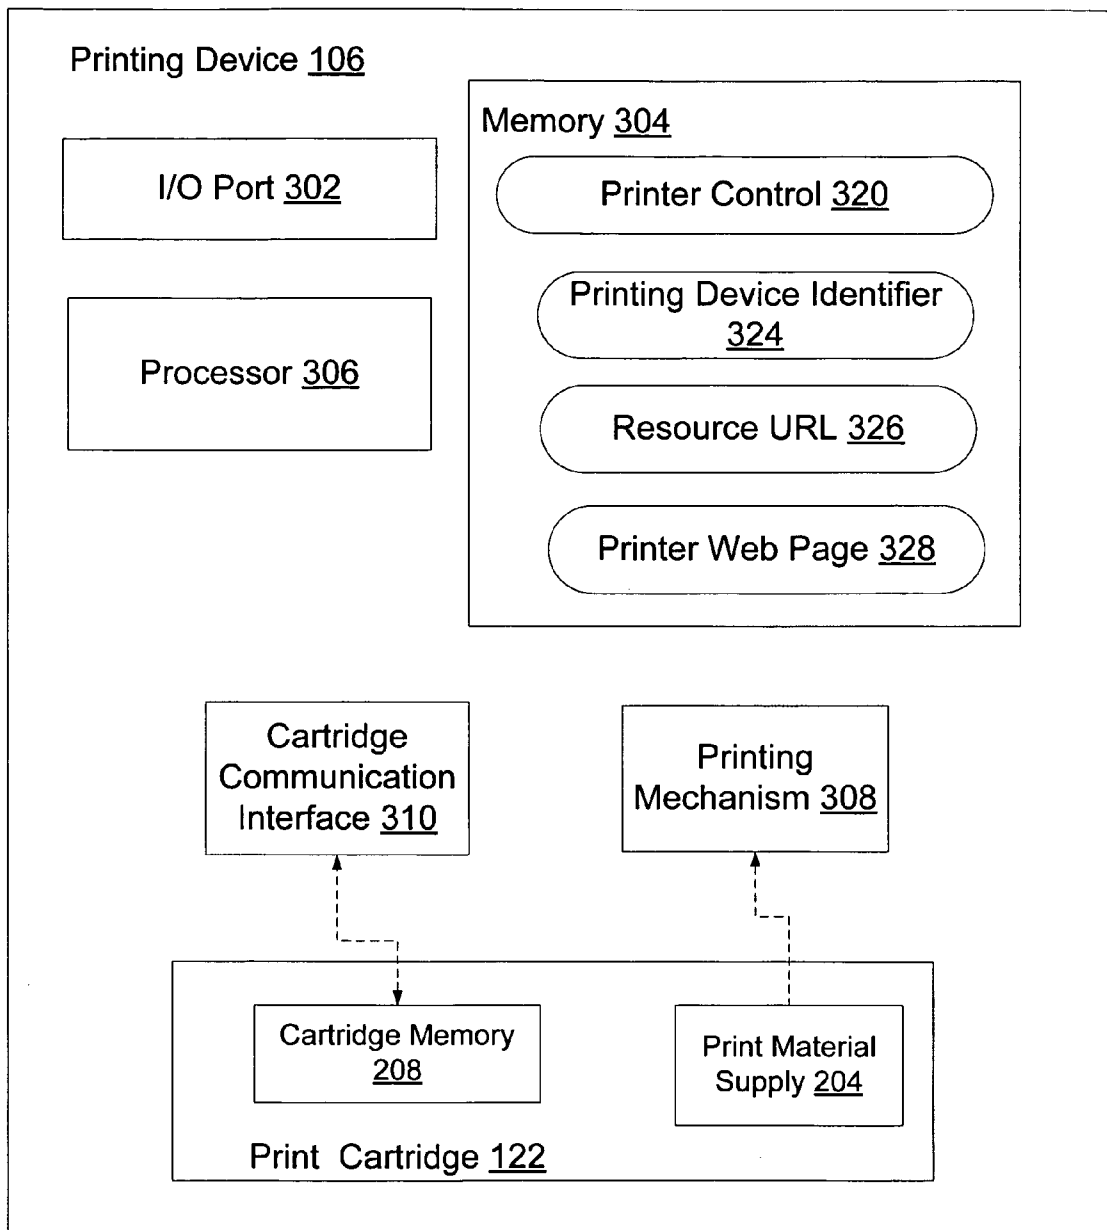 Printing Device 106
Memory 304
I/O Port 302
Printer Control 320
Printing Device Identifier
324
Processor 306
Resource URL 326
Printer Web Page 328
Cartridge
Communication
Interface 310
Printing
Mechanism 308
Cartridge Memory
208
Print Material
Supply 204
Print Cartridge 122